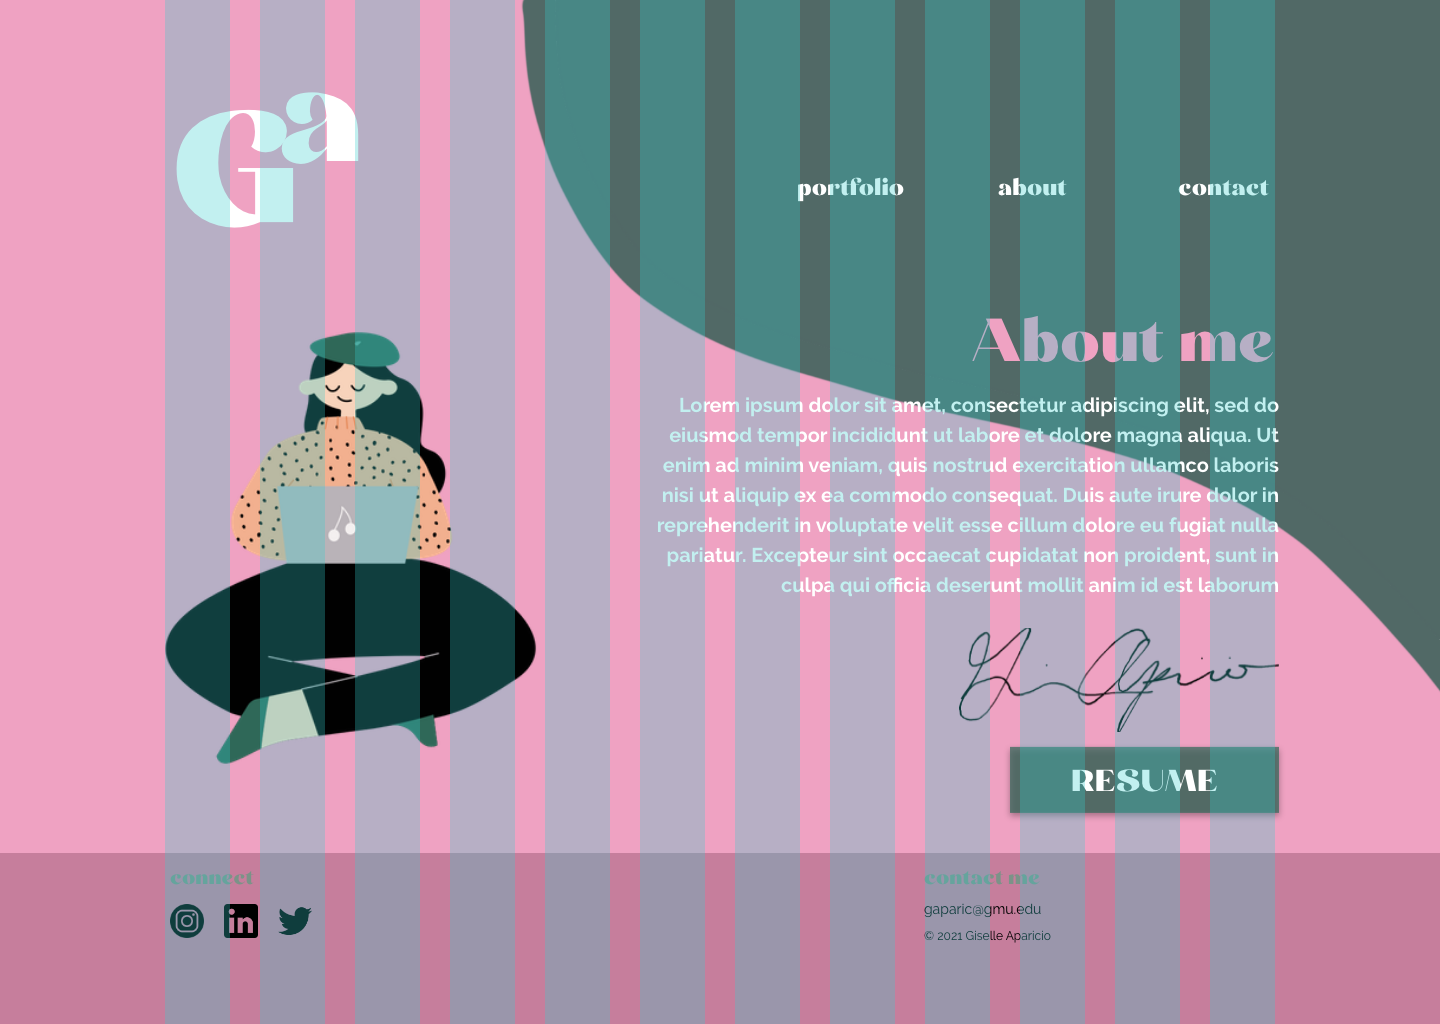 Ga
portfolio about contact
About me
Lorem ipsum dolor sit amet, consectetur adipiscing elit, sed do
eiusmod tempor incididunt ut labore et dolore magna aliqua. Ut
enim ad minim veniam, quis nostrud exercitation ullamco laboris
nisi ut aliquip ex ea commodo consequat. Duis aute irure dolor in
reprehenderit in voluptate velit esse cillum dolore eu fugiat nulla
pariatur. Excepteur sint occaecat cupidatat non proident, sunt in
culpa qui officia deserunt mollit anim id est laborum
RESUME
connect
in
contact me
gaparic@gmu.edu
© 2021 Giselle Aparicio